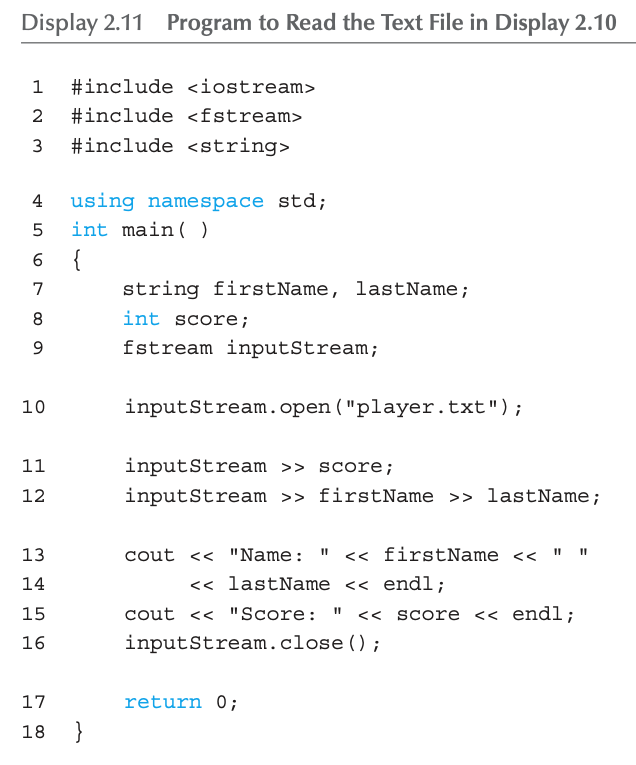 Display 2.11 Program to Read the Text File in Display 2.10
1 #include <iostream>
2 #include <fstream>
3 #include <string>
4 using namespace std;
5 int main( )
6 {
7 string firstName, lastName;
8 int score;
9 fstream inputStream;
10 inputStream.open("player.txt");
11 inputStream >> score;
12 inputStream >> firstName >> lastName;
13 cout << "Name: " << firstName << " "
14 << lastName << endl;
15 cout << "Score: " << score << endl;
16 inputStream.close();
17 return 0;
18 }